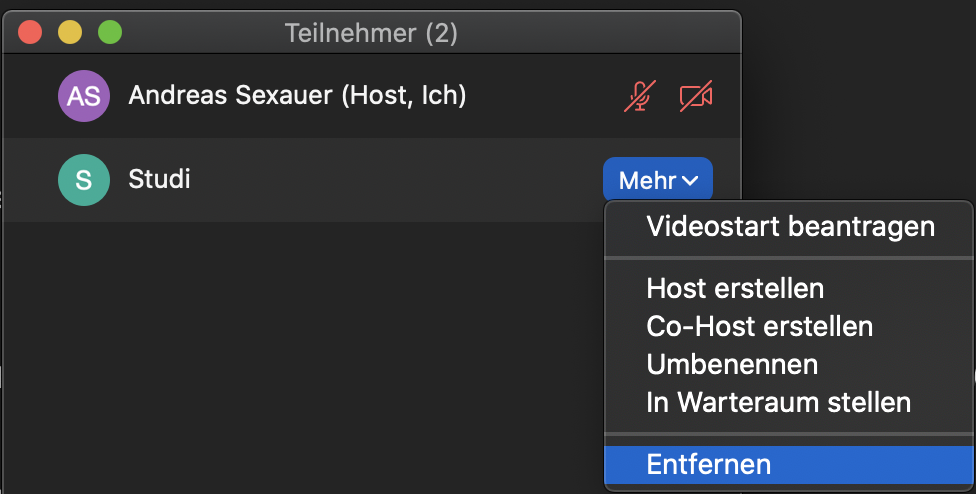 Teilnehmer (2)
AS Andreas Sexauer (Host, Ich)
S Studi Mehr
Videostart beantragen
Host erstellen
Co-Host erstellen
Umbenennen
In Warteraum stellen
Entfernen